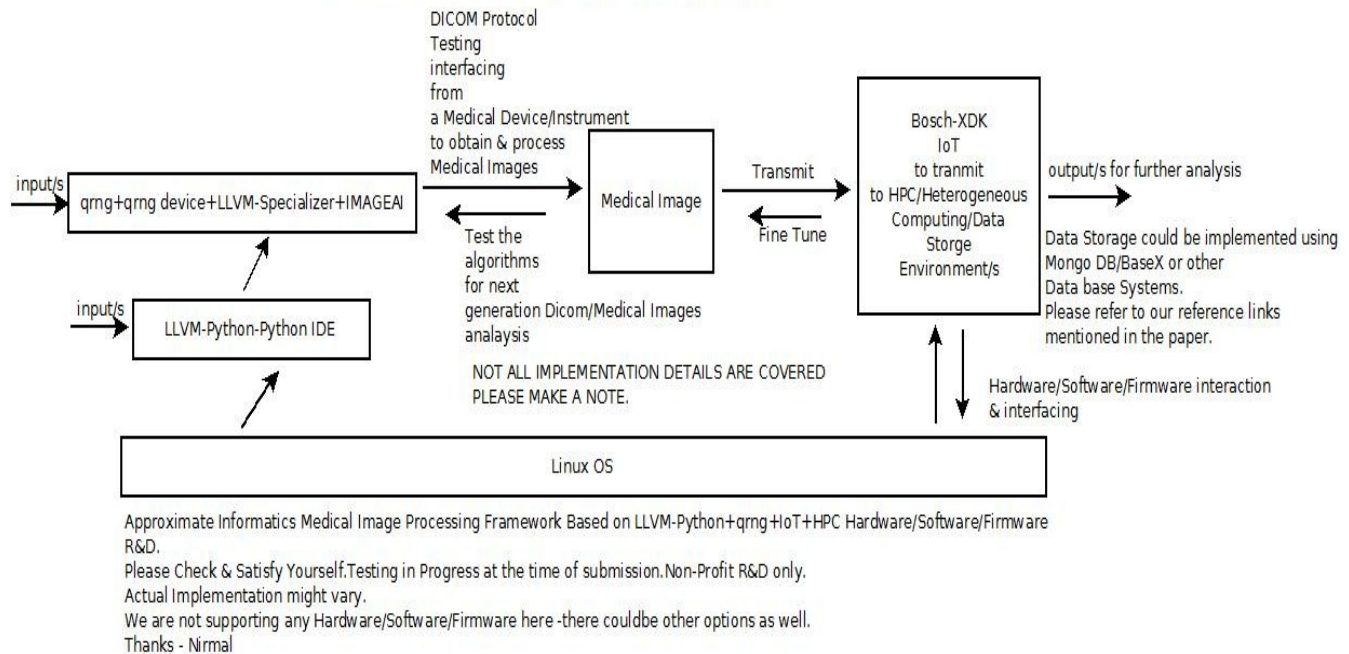 DICOM Protocol
Testing
interfacing
from
a Medical Device/Instrument
to obtain & process
Medical Images
input/s
qrng+qrng device+LLVM-Specializer+IMAGEAI
Test the
algorithms
for next
generation Dicom/Medical Images
analaysis
Medical Image
Transmit
Fine Tune
Bosch-XDK
IoT
to tranmit
to HPC/Heterogeneous
Computing/Data
Storge
Environment/s
output/s for further analysis
Data Storage could be implemented using
Mongo DB/BaseX or other
Data base Systems.
Please refer to our reference links
mentioned in the paper.
input/s
LLVM-Python-Python IDE
NOT ALL IMPLEMENTATION DETAILS ARE COVERED
PLEASE MAKE A NOTE.
Hardware/Software/Firmware interaction
& interfacing
Linux OS
Approximate Informatics Medical Image Processing Framework Based on LLVM-Python+qrng+IoT+HPC Hardware/Software/Firmware
R&D.
Please Check & Satisfy Yourself.Testing in Progress at the time of submission.Non-Profit R&D only.
Actual Implementation might vary.
We are not supporting any Hardware/Software/Firmware here -there couldbe other options as well.
Thanks - Nirmal